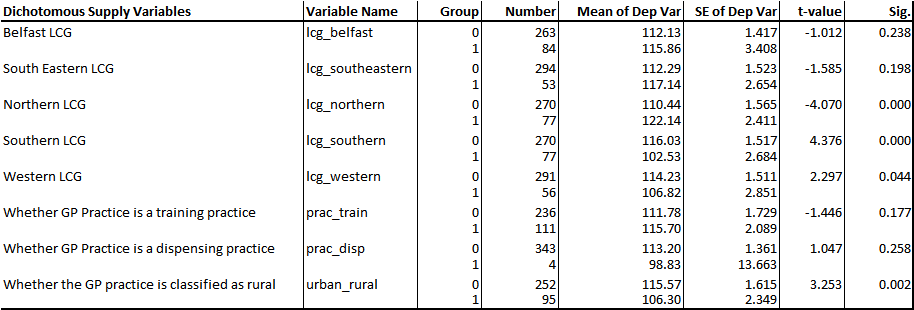 Dichotomous Supply Variables Variable Name Group Number Mean of Dep Var SE of Dep Var t-value Sig.
Belfast LCG lcg_belfast 0 263 112.13 1.417 -1.012 0.238
1 84 115.86 3.408
South Eastern LCG lcg_southeastern 0 294 112.29 1.523 -1.585 0.198
1 53 117.14 2.654
Northern LCG lcg_northern 0 270 110.44 1.565 -4.070 0.000
1 77 122.14 2.411
Southern LCG lcg_southern 0 270 116.03 1.517 4.376 0.000
1 77 102.53 2.684
Western LCG lcg_western 0 291 114.23 1.511 2.297 0.044
1 56 106.82 2.851
Whether GP Practice is a training practice prac_train 0 236 111.78 1.729 -1.446 0.177
1 111 115.70 2.089
Whether GP Practice is a dispensing practice prac_disp 0 343 113.20 1.361 1.047 0.258
1 4 98.83 13.663
Whether the GP practice is classified as rural urban_rural 0 252 115.57 1.615 3.253 0.002
1 95 106.30 2.349